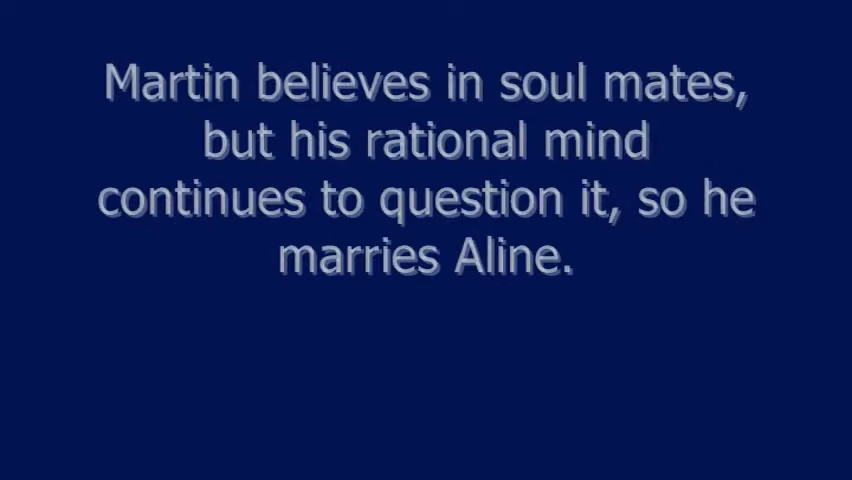 Martin believes in soul mates,
but his rational mind
continues to question it, so he
marries Aline.